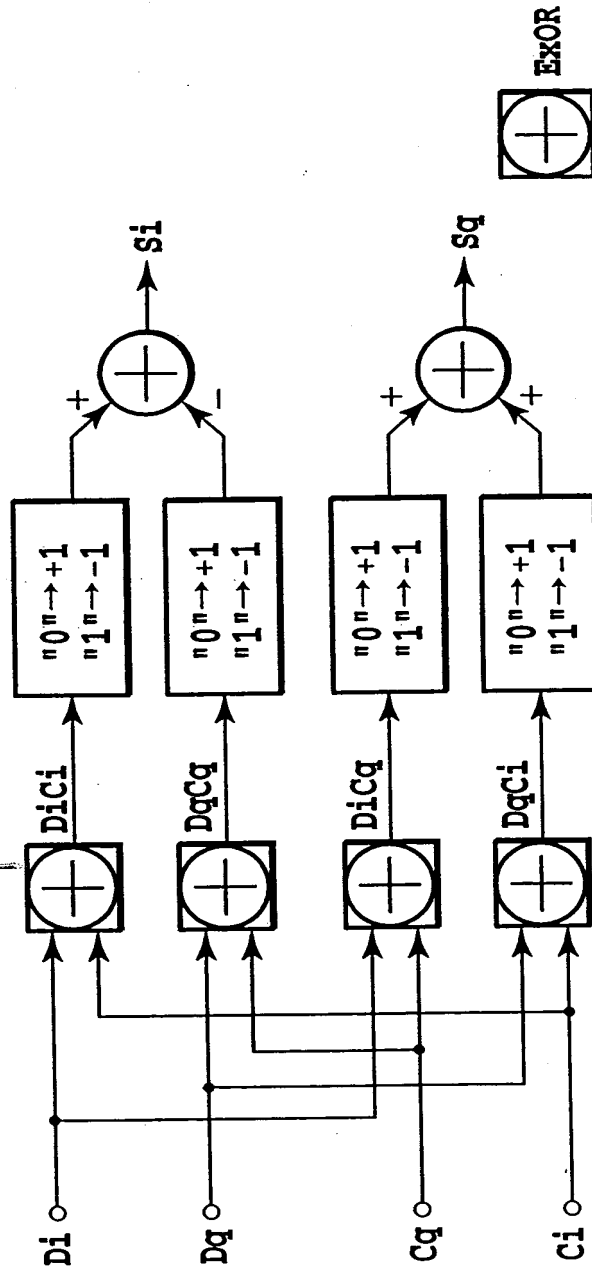 Di
Dq
Cq
Ci
DiCi
DqCq
DiCq
DqCi
"0"→+1
"1"→-1
"0"→+1
"1"→-1
"0"→+1
"1"→-1
"0"→+1
"1"→-1
+
-
+
+
Si
Sq
ExOR